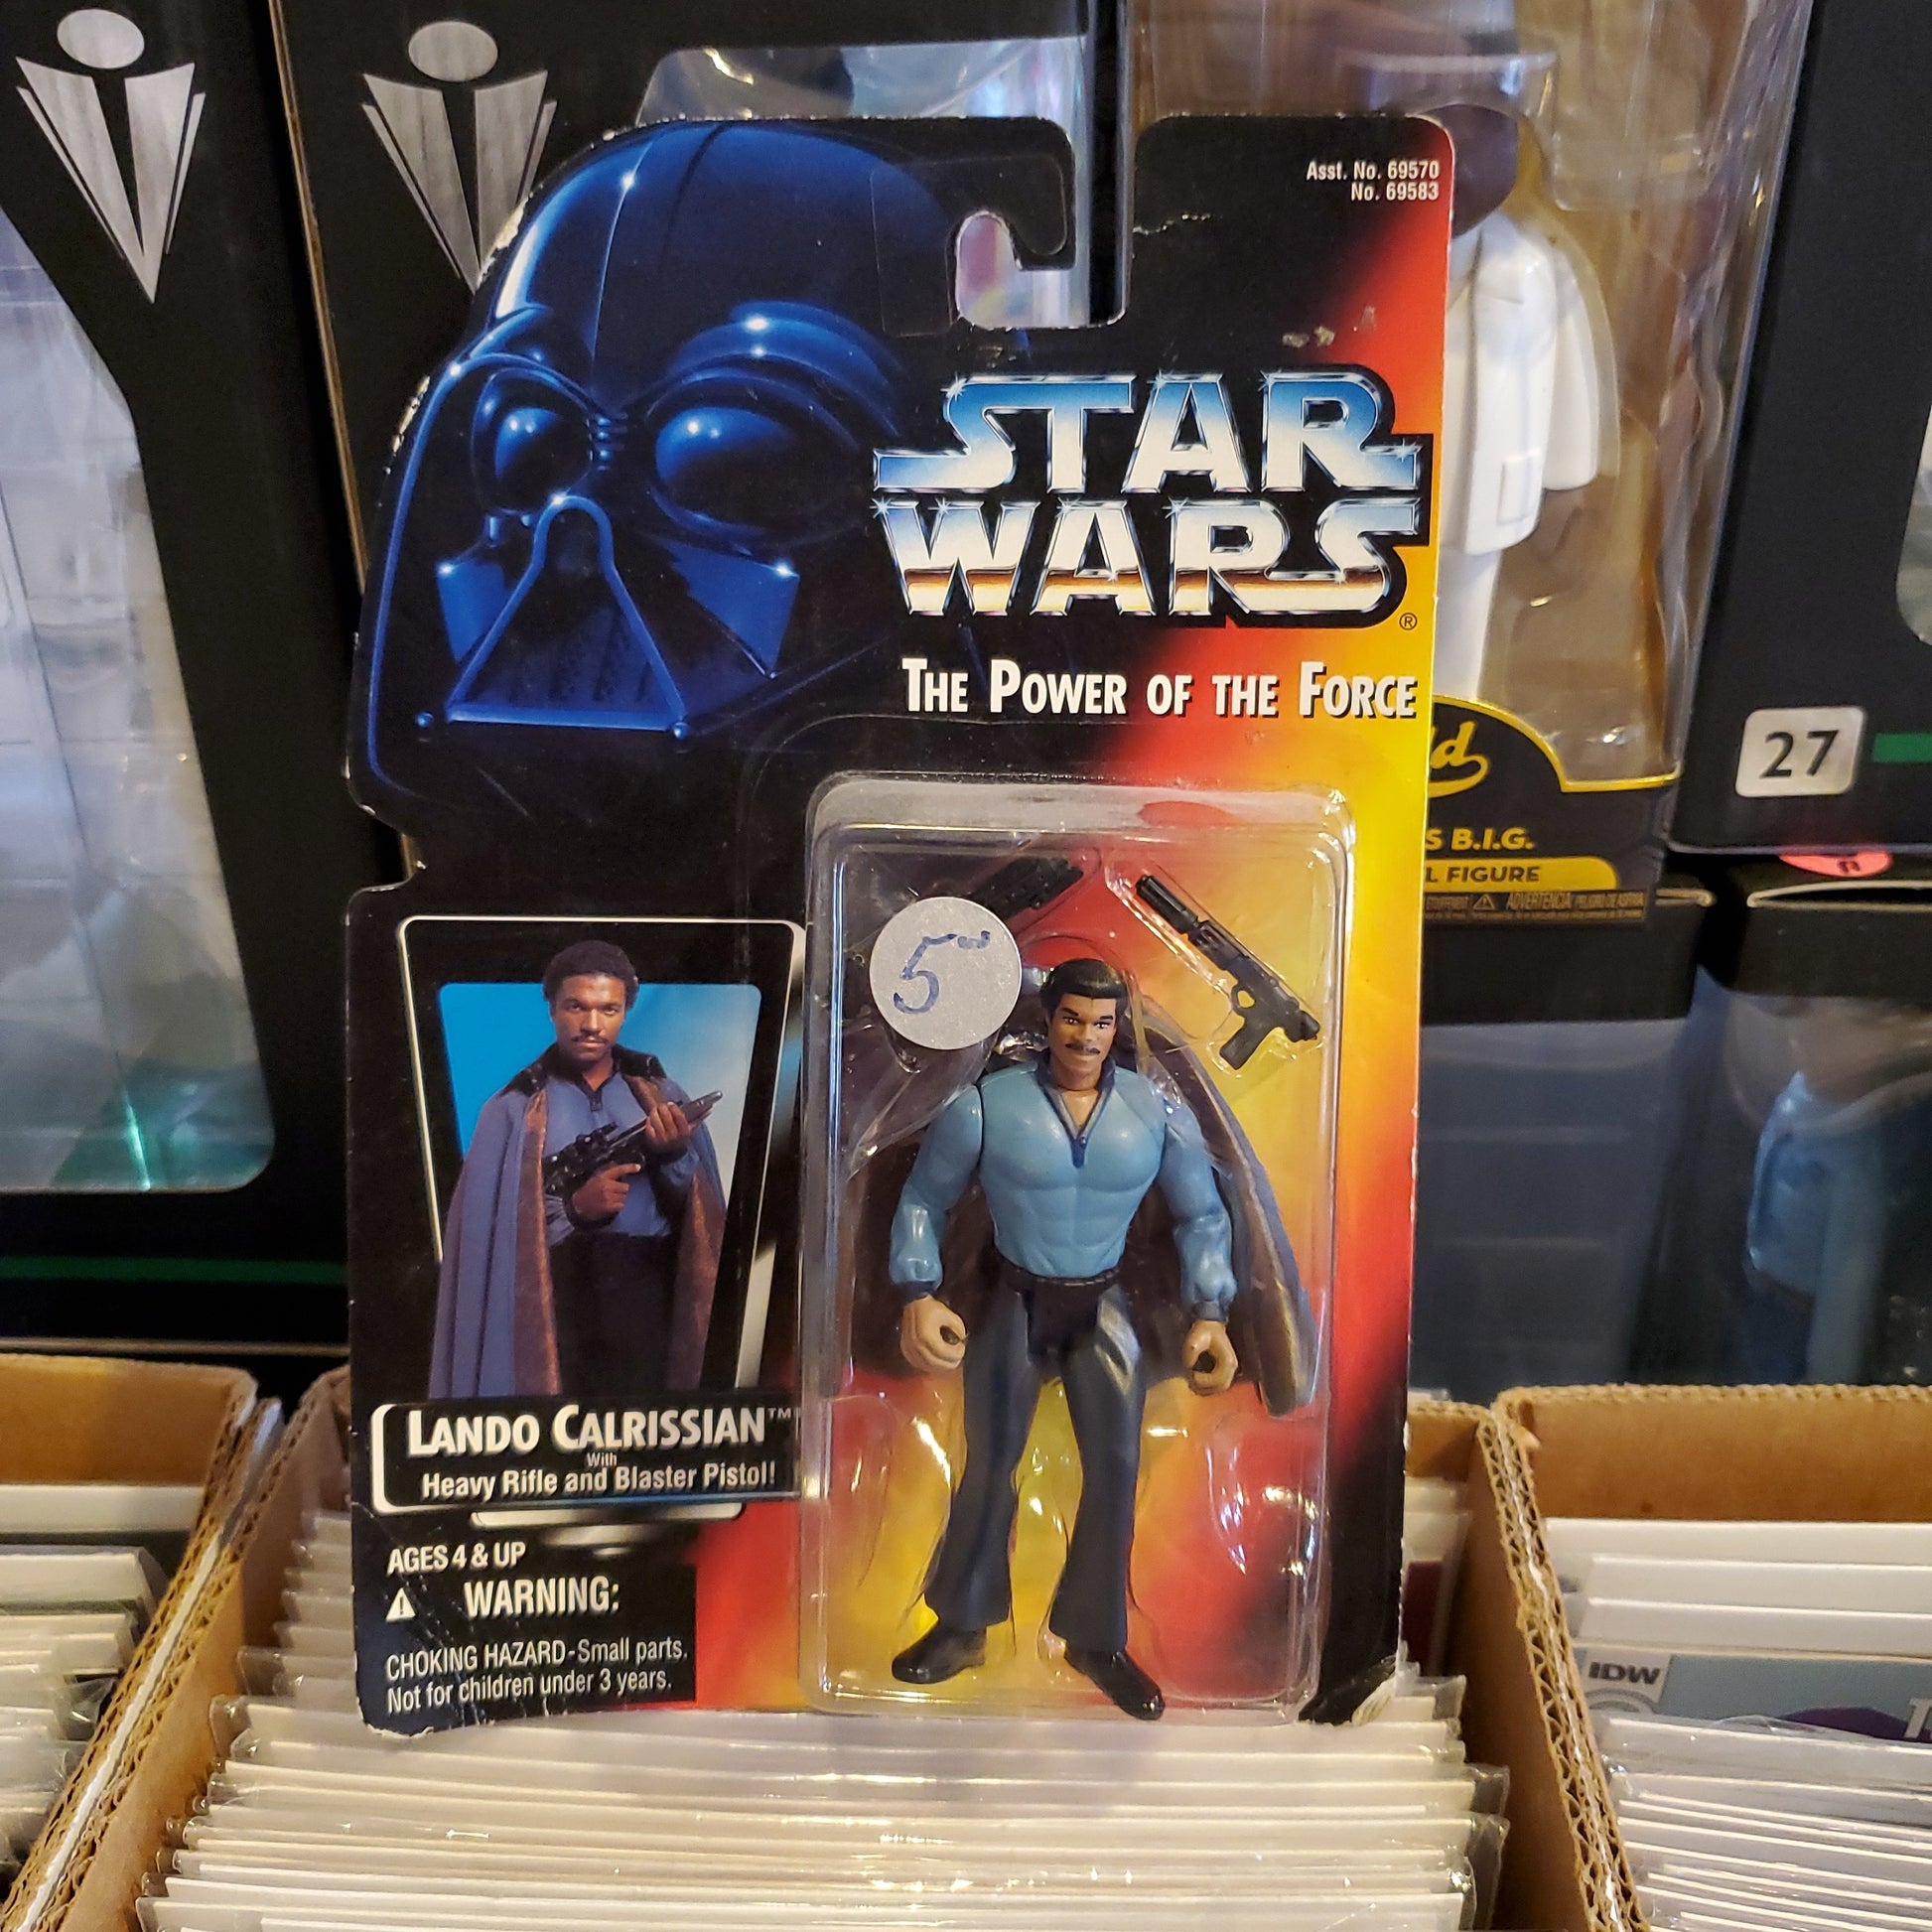 Asst. No. 69570
No. 69583
STAR
WARS®
THE POWER OF THE FORCE
27
S B.I.G.
L FIGURE
ADVERTENCIA
5
LANDO CALRISSIAN™
With
Heavy Rifle and Blaster Pistol!
AGES 4 & UP
WARNING:
CHOKING HAZARD-Small parts.
Not for children under 3 years.
IDW